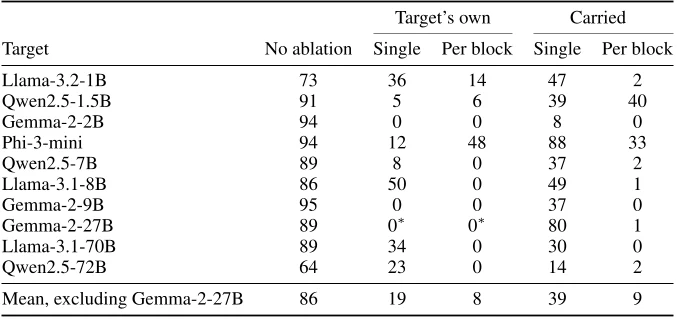 Target's own Carried
Target No ablation Single Per block Single Per block
Llama-3.2-1B 73 36 14 47 2
Qwen2.5-1.5B 91 5 6 39 40
Gemma-2-2B 94 0 0 8 0
Phi-3-mini 94 12 48 88 33
Qwen2.5-7B 89 8 0 37 2
Llama-3.1-8B 86 50 0 49 1
Gemma-2-9B 95 0 0 37 0
Gemma-2-27B 89 0* 0* 80 1
Llama-3.1-70B 89 34 0 30 0
Qwen2.5-72B 64 23 0 14 2
Mean, excluding Gemma-2-27B 86 19 8 39 9